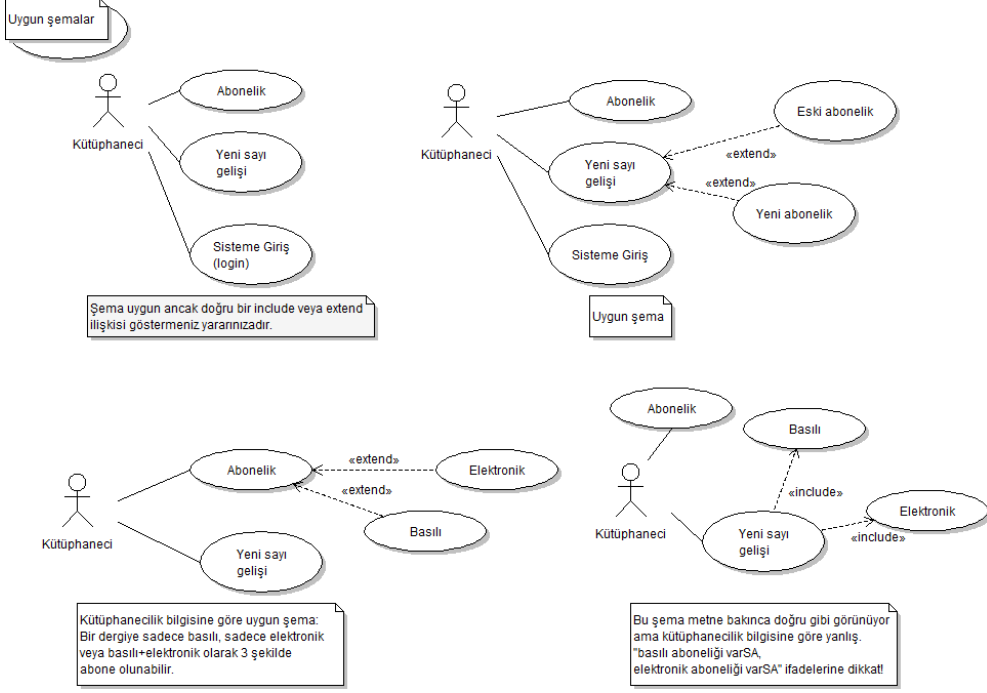 Uygun şemalar
Kütüphaneci
Abonelik
Yeni sayı
gelişi
Sisteme Giriş
(login)
Şema uygun ancak doğru bir include veya extend
ilişkisi göstermeniz yararınızadır.
Kütüphaneci
Abonelik
Yeni sayı
gelişi
Sisteme Giriş
Eski abonelik
«extend»
«extend»
Yeni abonelik
Uygun şema
Kütüphaneci
Abonelik
«extend»
Elektronik
«extend»
Basılı
Yeni sayı
gelişi
Kütüphanecilik bilgisine göre uygun şema:
Bir dergiye sadece basılı, sadece elektronik
veya basılı+elektronik olarak 3 şekilde
abone olunabilir.
Abonelik
Kütüphaneci
Basılı
«include»
Elektronik
«include»
Yeni sayı
gelişi
Bu şema metne bakınca doğru gibi görünüyor
ama kütüphanecilik bilgisine göre yanlış.
"basılı aboneliği varSA,
elektronik aboneliği varSA" ifadelerine dikkat!